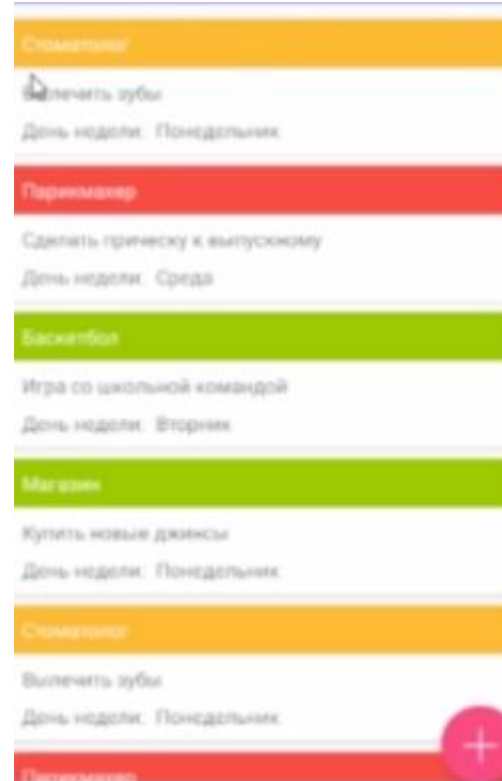 Стоматолог
Вылечить зубы
День недели: Понедельник
Парикмахер
Сделать прическу к выпускному
День недели: Среда
Баскетбол
Игра со школьной командой
День недели: Вторник
Магазин
Купить новые джинсы
День недели: Понедельник
Стоматолог
Вылечить зубы
День недели: Понедельник
Парикмахер